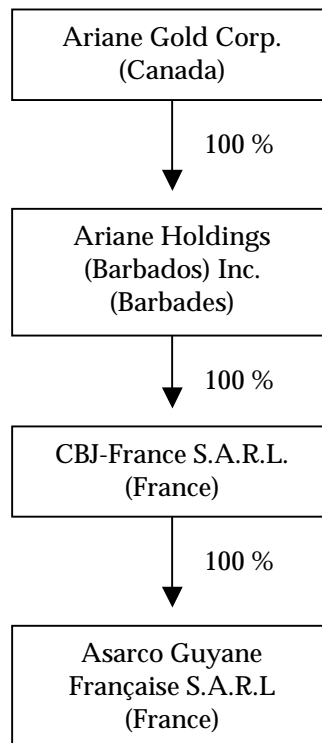 Ariane Gold Corp.
(Canada)
100 %
Ariane Holdings
(Barbados) Inc.
(Barbades)
100 %
CBJ-France S.A.R.L.
(France)
100 %
Asarco Guyane
Française S.A.R.L
(France)